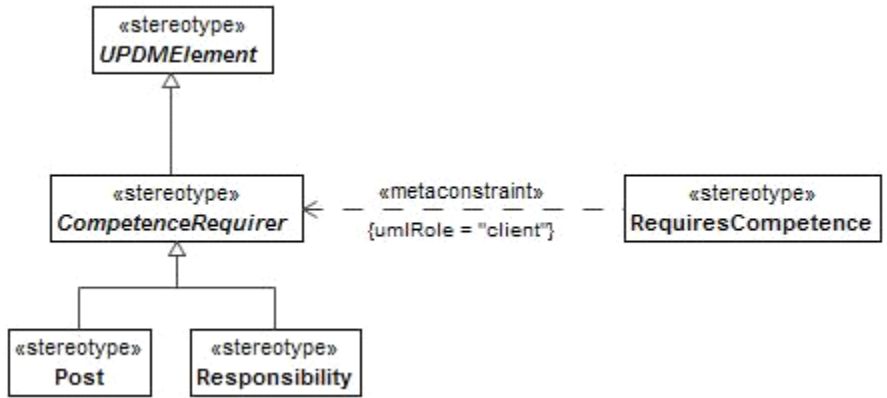 «stereotype»
UPDMElement
«stereotype»
CompetenceRequirer
«metaconstraint»
{umlRole = "client"}
«stereotype»
RequiresCompetence
«stereotype»
Post
«stereotype»
Responsibility